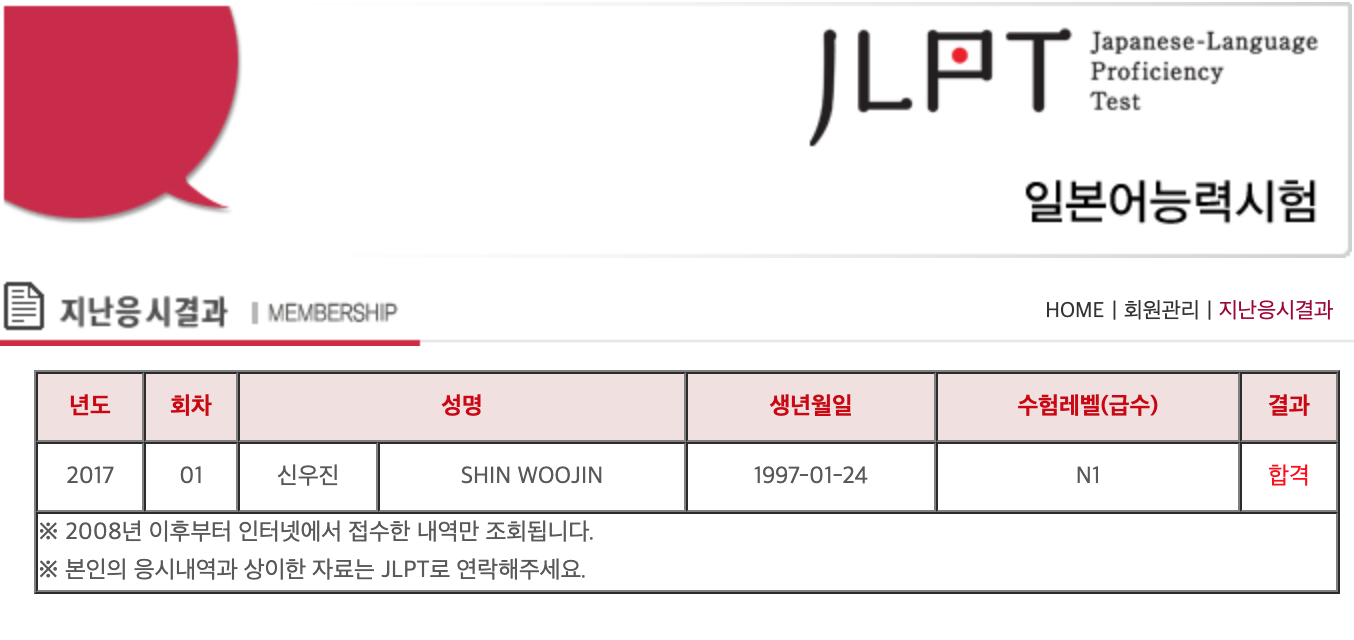 JLPT Japanese-Language
Proficiency
Test
일본어능력시험
지난응시결과 | MEMBERSHIP
HOME | 회원관리 | 지난응시결과
년도 회차 성명 생년월일 수험레벨(급수) 결과
2017 01 신우진 SHIN WOOJIN 1997-01-24 N1 합격
※ 2008년 이후부터 인터넷에서 접수한 내역만 조회됩니다.
※ 본인의 응시내역과 상이한 자료는 JLPT로 연락해주세요.